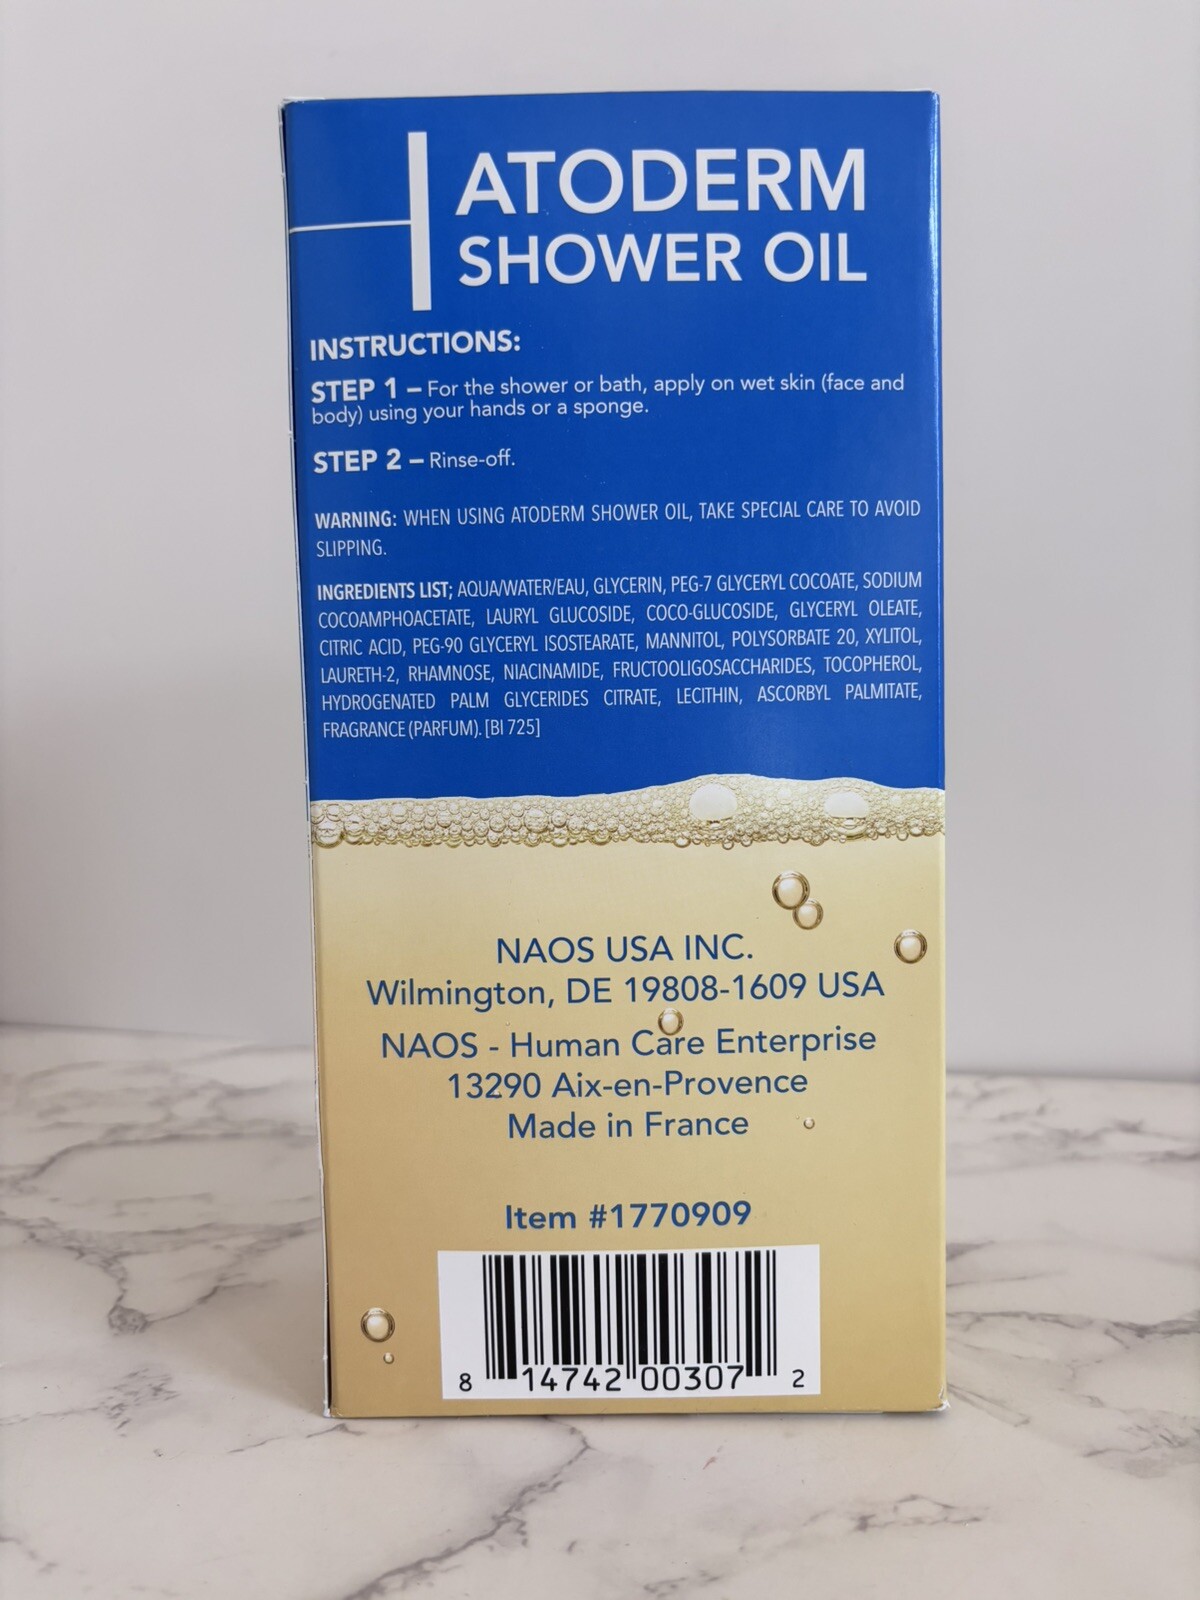 ATODERM
SHOWER OIL
INSTRUCTIONS:
STEP 1 – For the shower or bath, apply on wet skin (face and
body) using your hands or a sponge.
STEP 2 – Rinse-off.
WARNING: WHEN USING ATODERM SHOWER OIL, TAKE SPECIAL CARE TO AVOID
SLIPPING.
INGREDIENTS LIST; AQUA/WATER/EAU, GLYCERIN, PEG-7 GLYCERYL COCOATE, SODIUM
COCOAMPHOACETATE, LAURYL GLUCOSIDE, COCO-GLUCOSIDE, GLYCERYL OLEATE,
CITRIC ACID, PEG-90 GLYCERYL ISOSTEARATE, MANNITOL, POLYSORBATE 20, XYLITOL,
LAURETH-2, RHAMNOSE, NIACINAMIDE, FRUCTOOLIGOSACCHARIDES, TOCOPHEROL,
HYDROGENATED PALM GLYCERIDES CITRATE, LECITHIN, ASCORBYL PALMITATE,
FRAGRANCE (PARFUM). [BI 725]
NAOS USA INC.
Wilmington, DE 19808-1609 USA
NAOS - Human Care Enterprise
13290 Aix-en-Provence
Made in France
Item #1770909
8 14742 00307 2